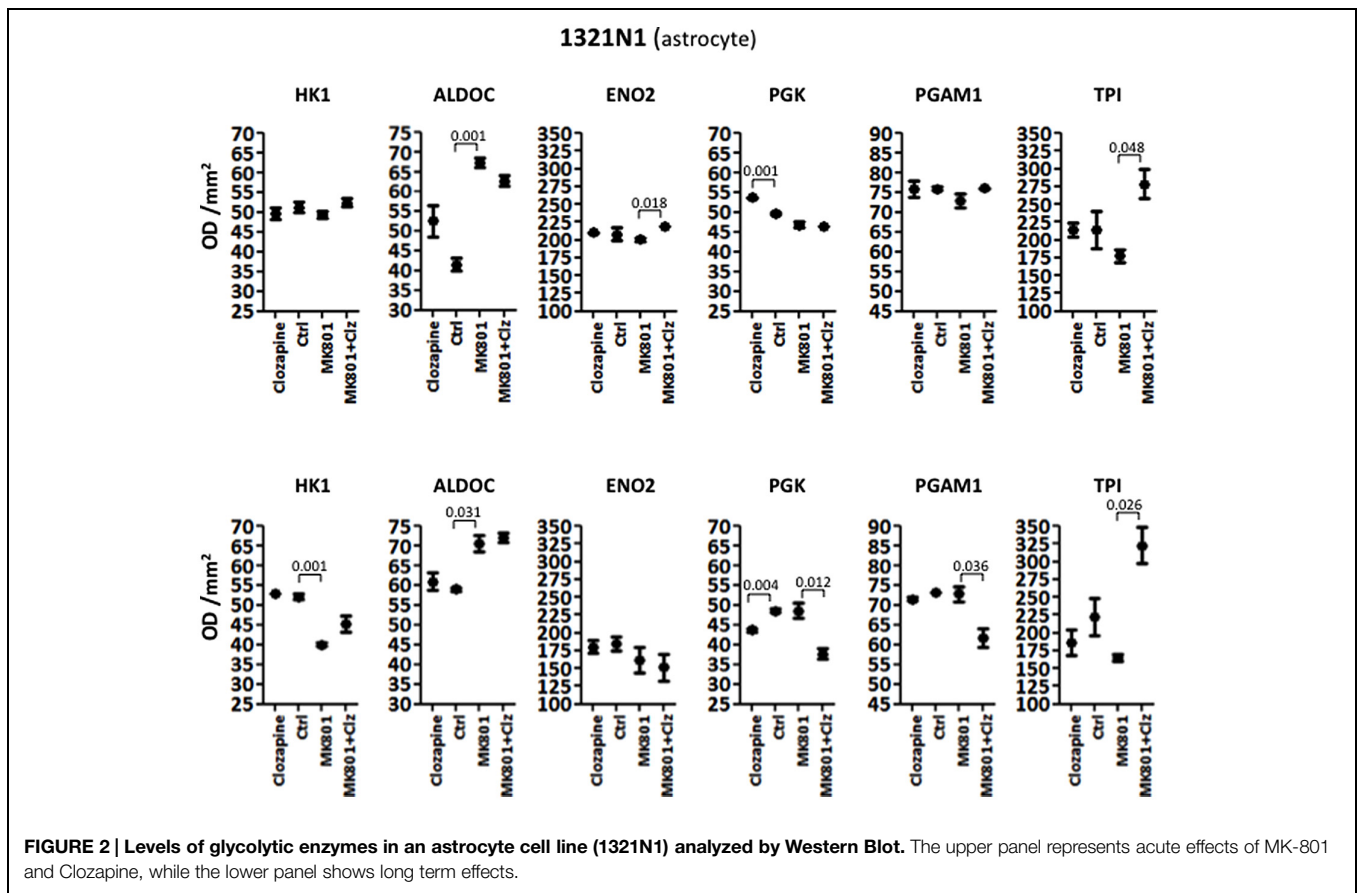 1321N1 (astrocyte)
HK1 ALDOC ENO2 PGK PGAM1 TPI
OD /mm²
70 65 60 55 50 45 40 35 30 25
Clozapine Ctrl MK801 MK801+Clz
75 70 65 60 55 50 45 40 35 30
0.001
Clozapine Ctrl MK801 MK801+Clz
350 325 300 275 250 225 200 175 150 125 100
0.018
Clozapine Ctrl MK801 MK801+Clz
70 65 60 55 50 45 40 35 30 25
0.001
Clozapine Ctrl MK801 MK801+Clz
90 85 80 75 70 65 60 55 50 45
Clozapine Ctrl MK801 MK801+Clz
350 325 300 275 250 225 200 175 150 125 100
0.048
Clozapine Ctrl MK801 MK801+Clz
HK1 ALDOC ENO2 PGK PGAM1 TPI
OD /mm²
70 65 60 55 50 45 40 35 30 25
0.001
Clozapine Ctrl MK801 MK801+Clz
75 70 65 60 55 50 45 40 35 30
0.031
Clozapine Ctrl MK801 MK801+Clz
350 325 300 275 250 225 200 175 150 125 100
Clozapine Ctrl MK801 MK801+Clz
70 65 60 55 50 45 40 35 30 25
0.004 0.012
Clozapine Ctrl MK801 MK801+Clz
90 85 80 75 70 65 60 55 50 45
0.036
Clozapine Ctrl MK801 MK801+Clz
350 325 300 275 250 225 200 175 150 125 100
0.026
Clozapine Ctrl MK801 MK801+Clz
FIGURE 2 | Levels of glycolytic enzymes in an astrocyte cell line (1321N1) analyzed by Western Blot. The upper panel represents acute effects of MK-801
and Clozapine, while the lower panel shows long term effects.